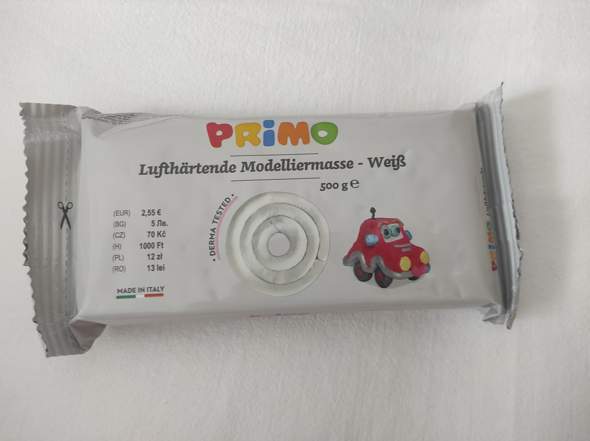 PRiMO
Lufthärtende Modelliermasse - Weiß
500 g e
• DERMA TESTED •
(EUR) 2,55 €
(BG) 5 Лв.
(CZ) 70 Kč
(H) 1000 Ft
(PL) 12 zł
(RO) 13 lei
MADE IN ITALY
PRiMO